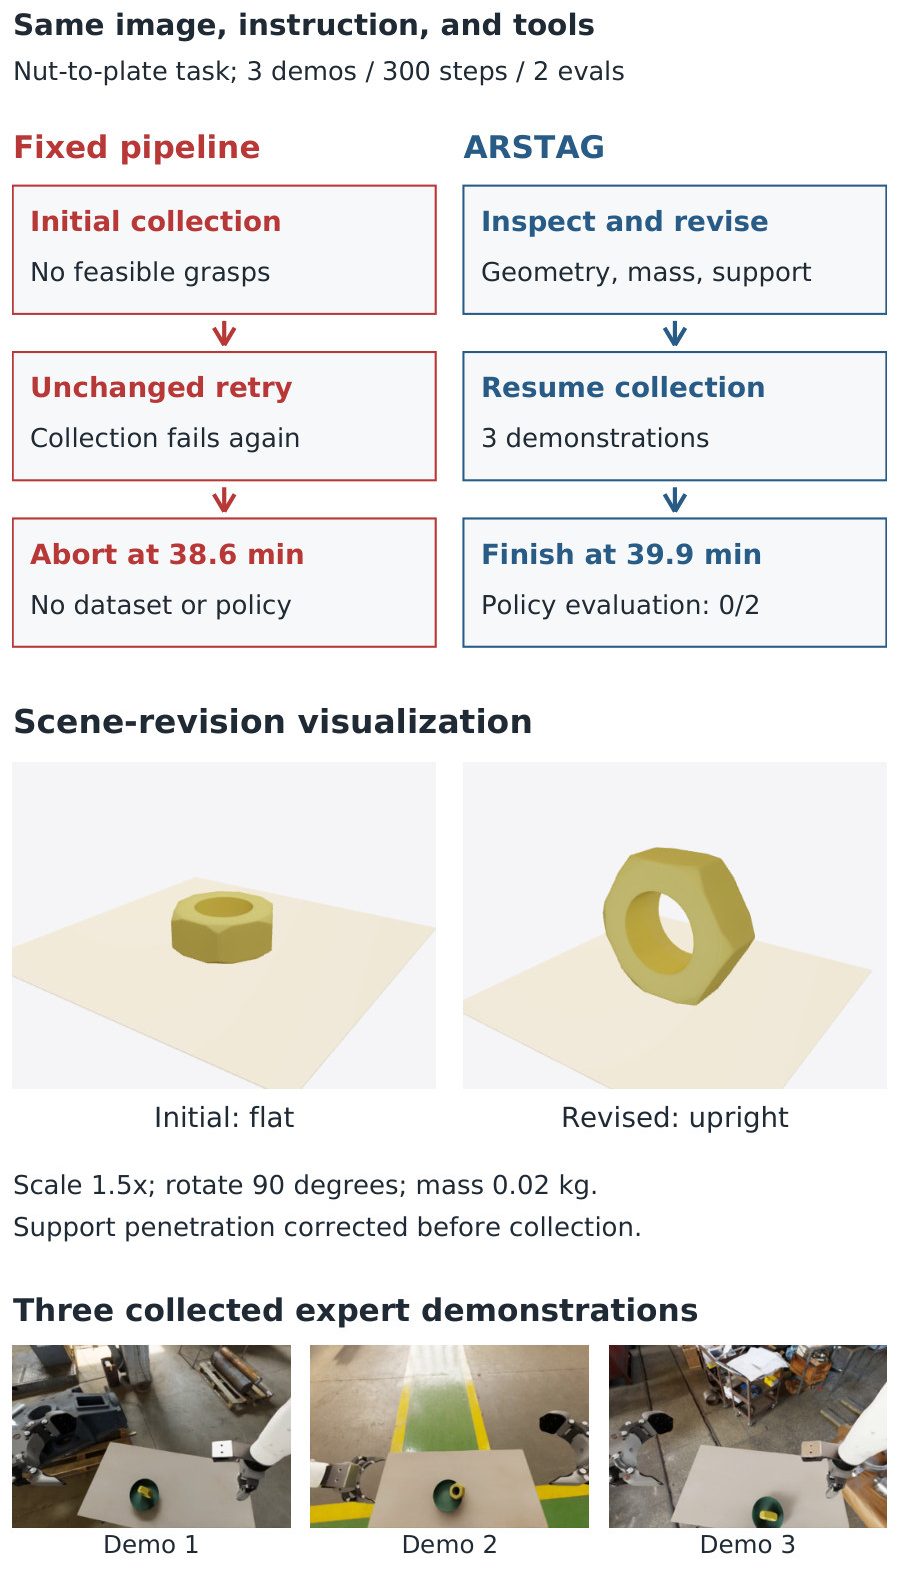 Same image, instruction, and tools
Nut-to-plate task; 3 demos / 300 steps / 2 evals
Fixed pipeline
Initial collection
No feasible grasps
Unchanged retry
Collection fails again
Abort at 38.6 min
No dataset or policy
ARSTAG
Inspect and revise
Geometry, mass, support
Resume collection
3 demonstrations
Finish at 39.9 min
Policy evaluation: 0/2
Scene-revision visualization
Initial: flat
Revised: upright
Scale 1.5x; rotate 90 degrees; mass 0.02 kg.
Support penetration corrected before collection.
Three collected expert demonstrations
Demo 1
Demo 2
Demo 3